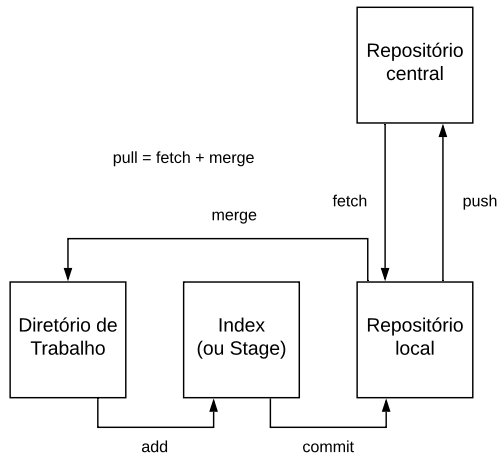 Repositório
central
pull = fetch + merge
fetch
push
merge
Diretório de
Trabalho
Index
(ou Stage)
Repositório
local
add
commit